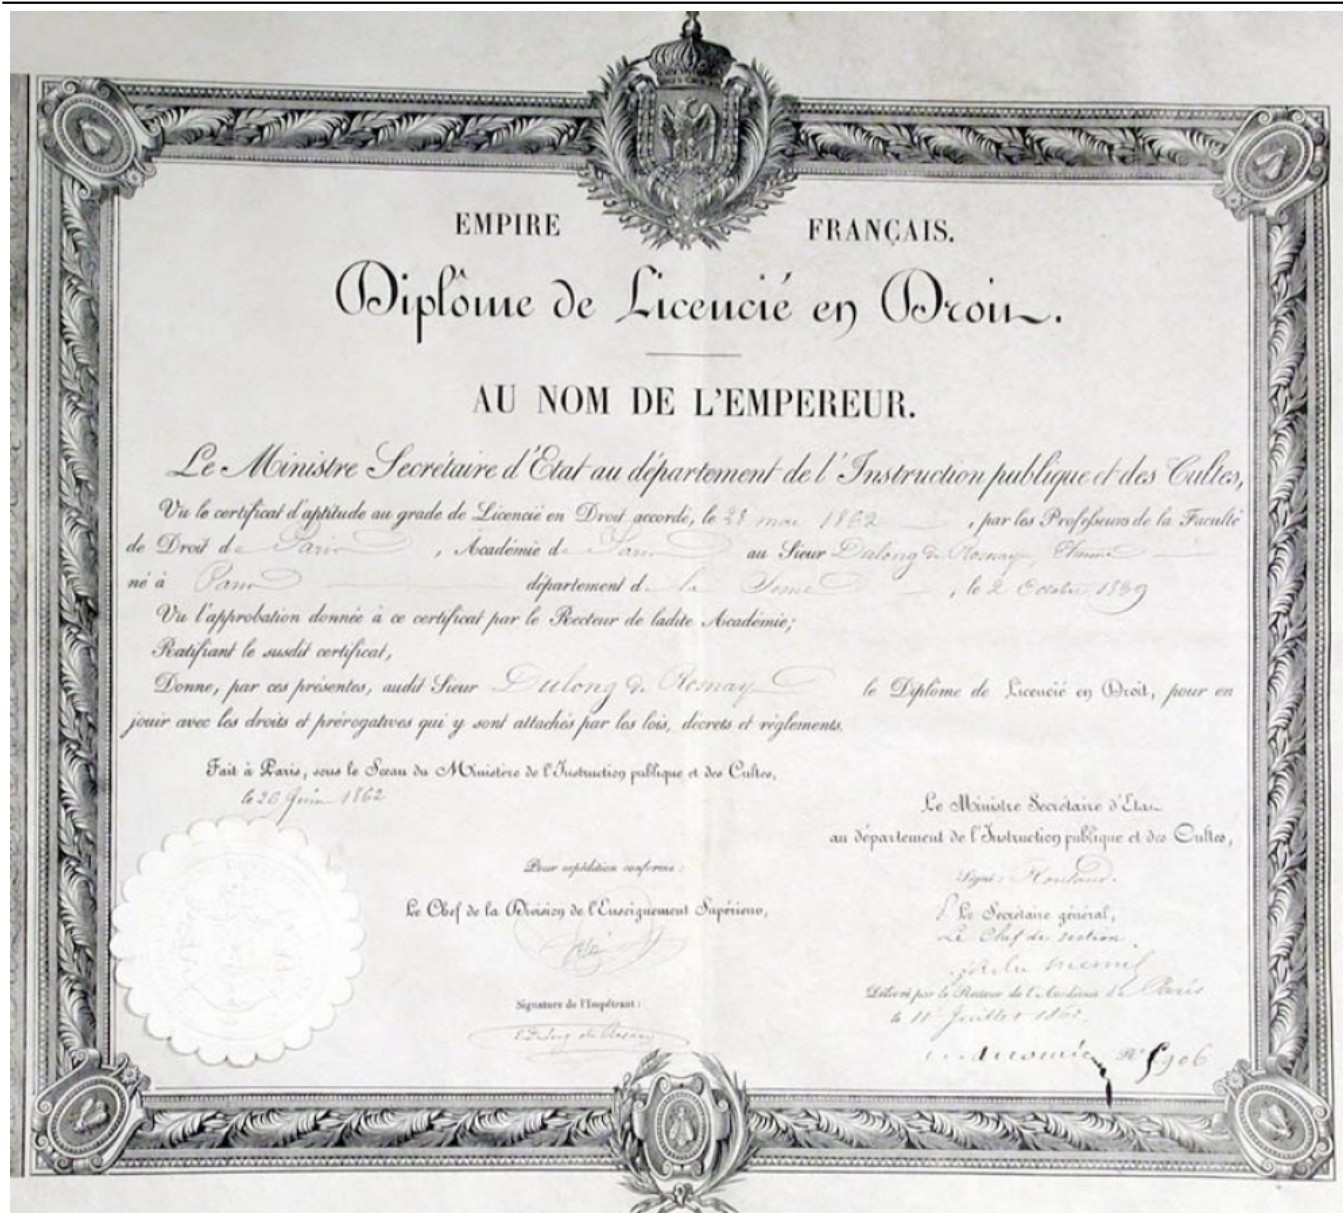 EMPIRE FRANÇAIS.
Diplôme de Licencié en Droit.
AU NOM DE L'EMPEREUR.
Le Ministre Secrétaire d'Etat au département de l'Instruction publique et des Cultes,
Vu le certificat d'aptitude au grade de Licencié en Droit accordé, le 28 mai 1862, par les Professeurs de la Faculté
de Droit de Paris, Académie de Paris au Sieur Dulong de Rosnay,
né à Paris département de la Seine, le 2 Octobre 1839
Vu l'approbation donnée à ce certificat par le Recteur de ladite Académie;
Ratifiant le susdit certificat,
Donne, par ces présentes, audit Sieur Dulong de Rosnay le Diplôme de Licencié en Droit, pour en
jouir avec les droits et prérogatives qui y sont attachés par les lois, décrets et règlements.
Fait à Paris, sous le Sceau du Ministère de l'Instruction publique et des Cultes,
le 26 Juin 1862
Le Ministre Secrétaire d'Etat
au département de l'Instruction publique et des Cultes,
Signé: Rouland.
Pour expédition conforme:
Le Chef de la Division de l'Enseignement Supérieur,
P. Le Secrétaire général,
Le Chef de section
Signature de l'Impétrant:
Dulong de Rosnay
Délivré par le Recteur de l'Académie de Paris
le 11 Juillet 1862.
Nº 5906